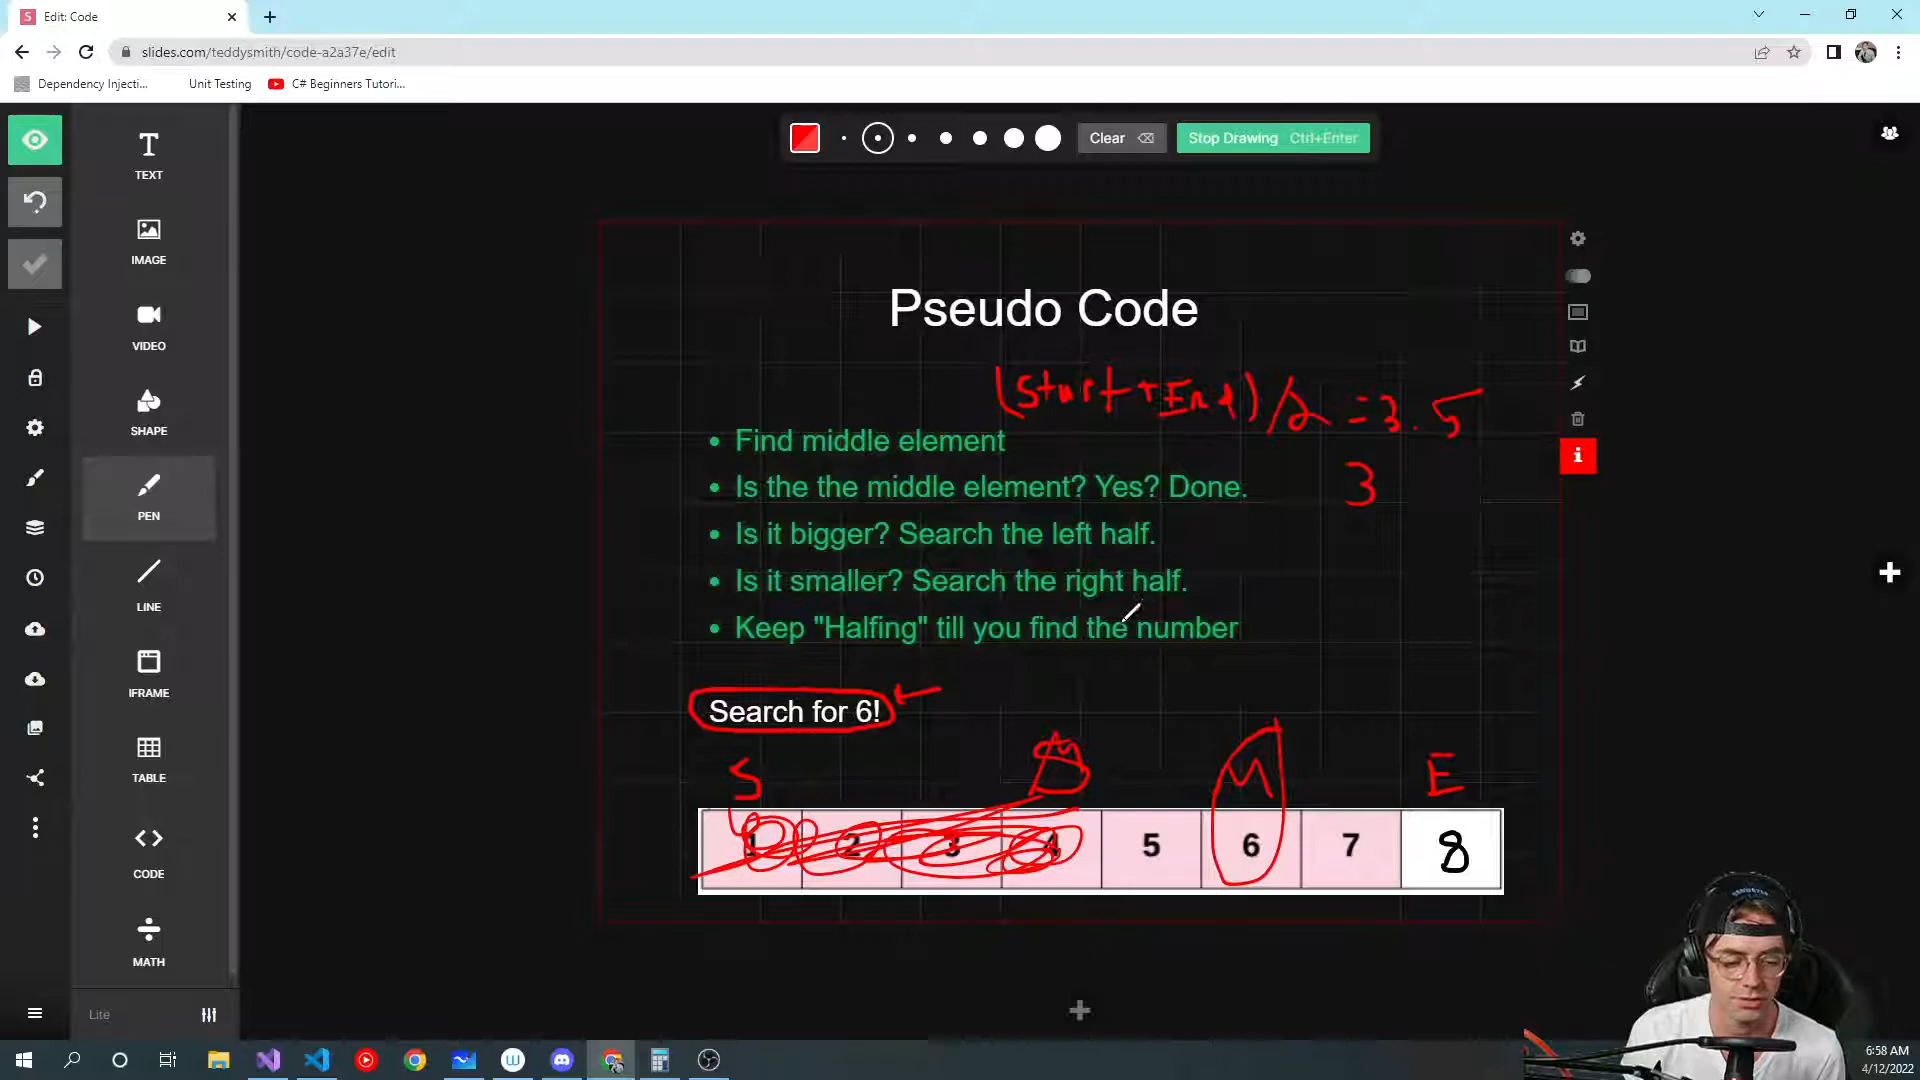 Edit: Code
slides.com/teddysmith/code-a2a37e/edit
Dependency Injecti...
Unit Testing
C# Beginners Tutori...
Clear
Stop Drawing Ctrl+Enter
TEXT
IMAGE
VIDEO
SHAPE
PEN
LINE
IFRAME
TABLE
CODE
MATH
Lite
Pseudo Code
(Start+End)/2 = 3.5
3
• Find middle element
• Is the the middle element? Yes? Done.
• Is it bigger? Search the left half.
• Is it smaller? Search the right half.
• Keep "Halfing" till you find the number
Search for 6!
S M E
1 2 3 4 5 6 7 8
6:58 AM
4/12/2022